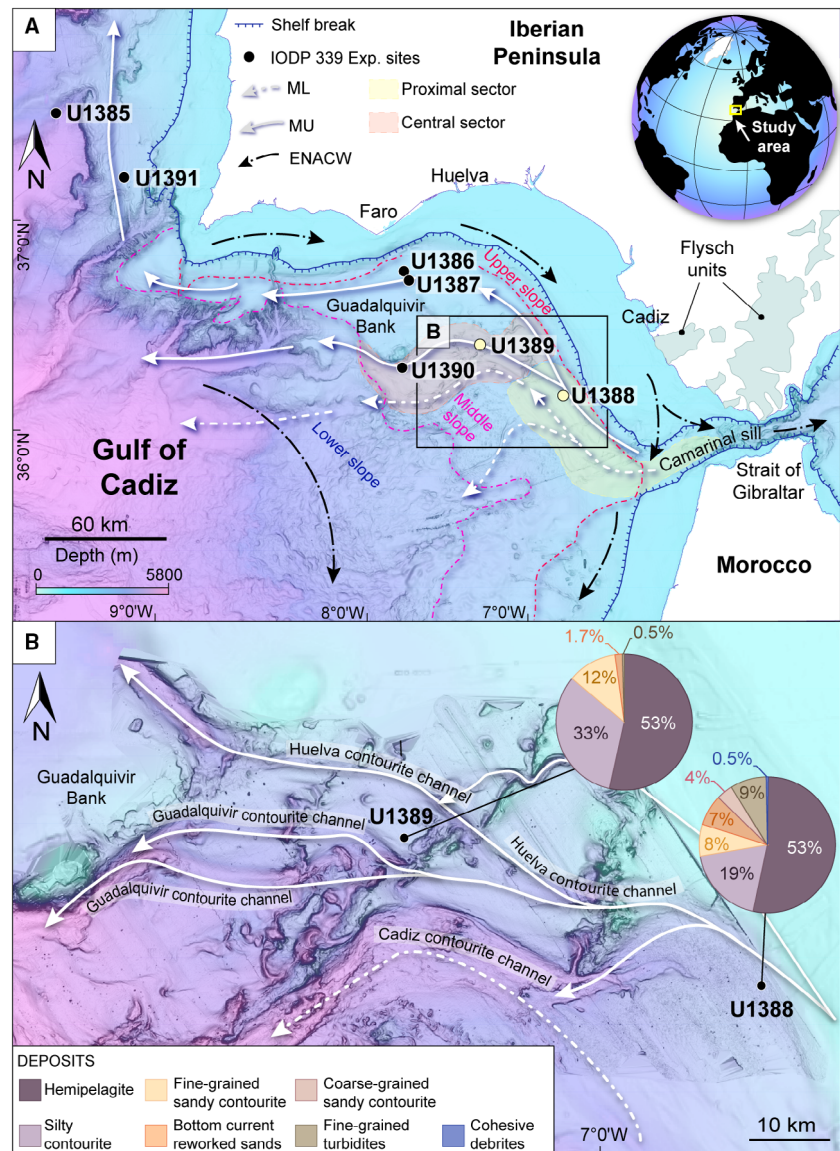 A
Shelf break
IODP 339 Exp. sites
ML
MU
ENACW
Proximal sector
Central sector
Iberian
Peninsula
Study
area
U1385
N
U1391
Huelva
Faro
37°0'N
U1386
U1387
Upper slope
Flysch
units
Guadalquivir
Bank
B
Cadiz
U1389
U1390
U1388
Middle
slope
Lower slope
36°0'N
Gulf of
Cadiz
Camarinal sill
Strait of
Gibraltar
60 km
Depth (m)
0
5800
Morocco
9°0'W
8°0'W
7°0'W
B
N
1.7%
0.5%
12%
33%
53%
Huelva contourite channel
Guadalquivir
Bank
Guadalquivir contourite channel
U1389
0.5%
4%
9%
7%
8%
19%
53%
Huelva contourite channel
Guadalquivir contourite channel
Cadiz contourite channel
U1388
DEPOSITS
Hemipelagite
Fine-grained
sandy contourite
Coarse-grained
sandy contourite
Silty
contourite
Bottom current
reworked sands
Fine-grained
turbidites
Cohesive
debrites
7°0'W
10 km